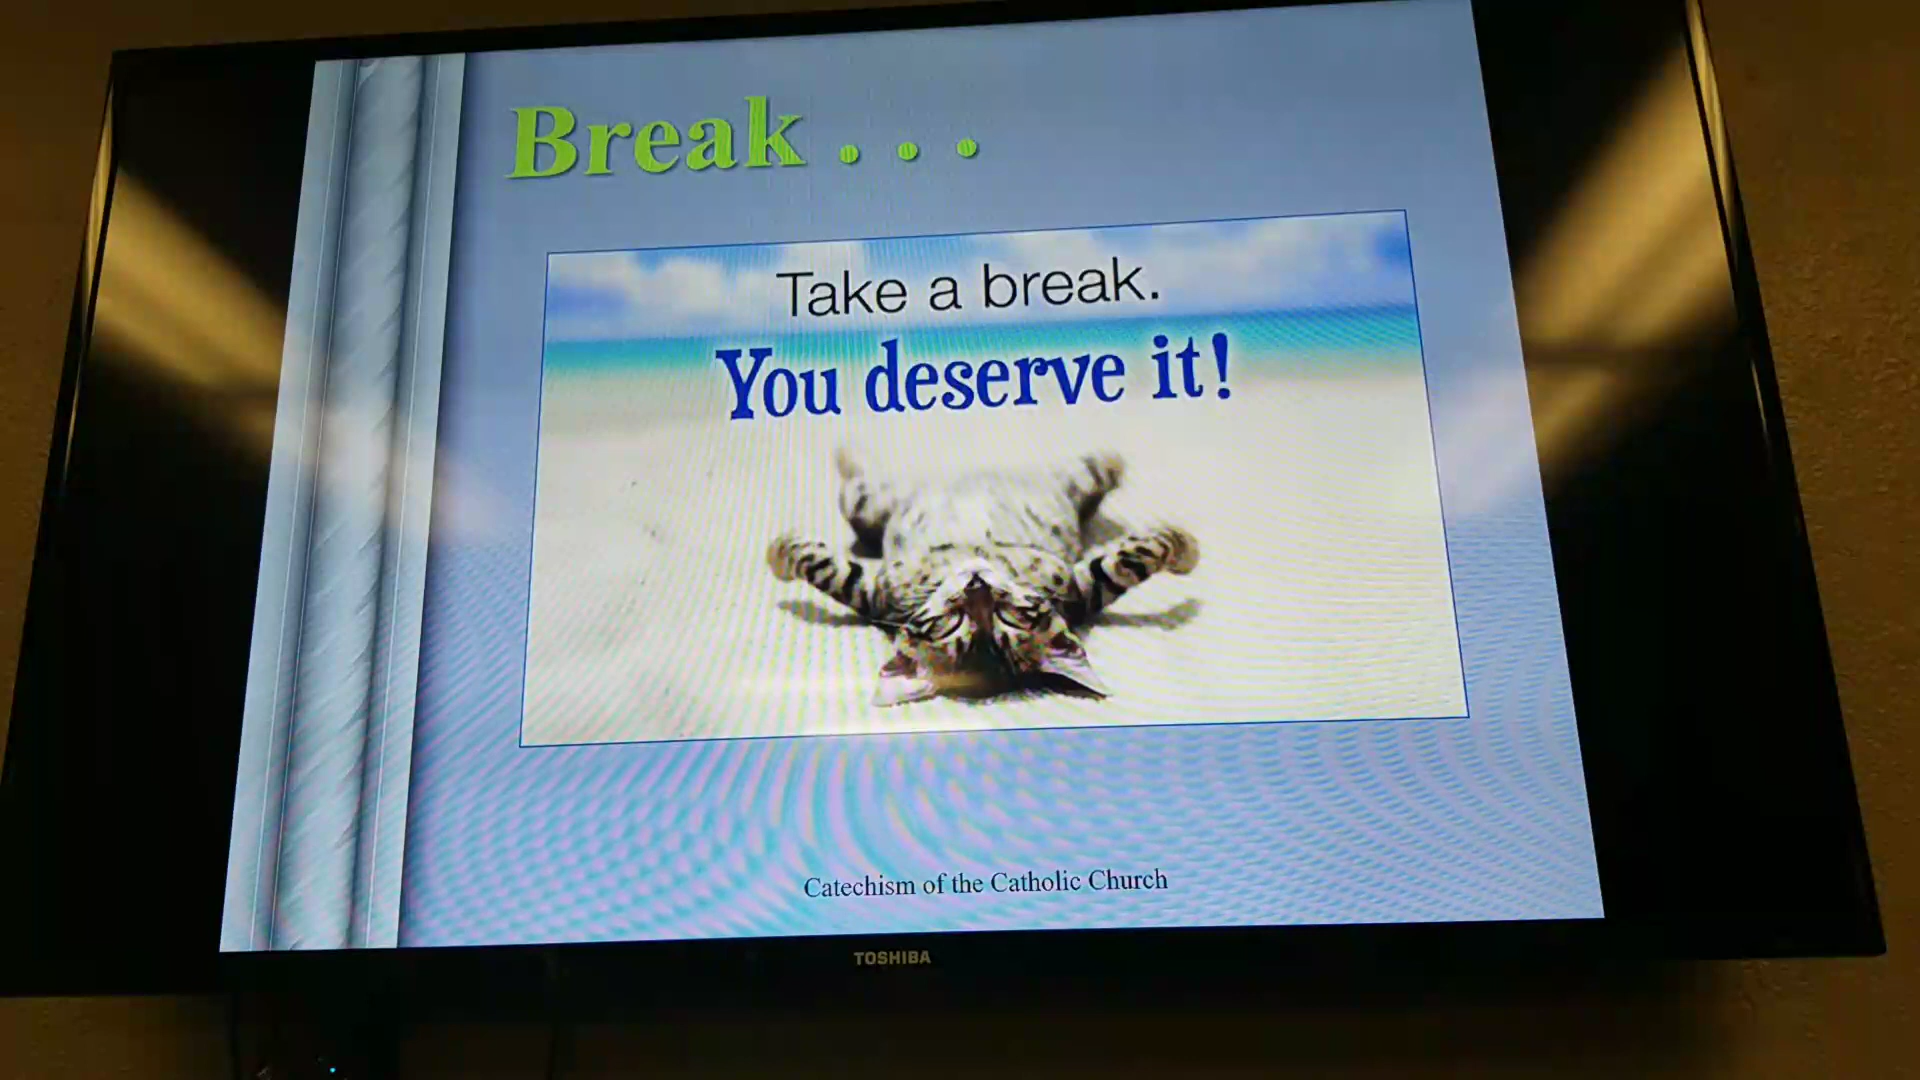 Break . . .
Take a break.
You deserve it!
Catechism of the Catholic Church
TOSHIBA